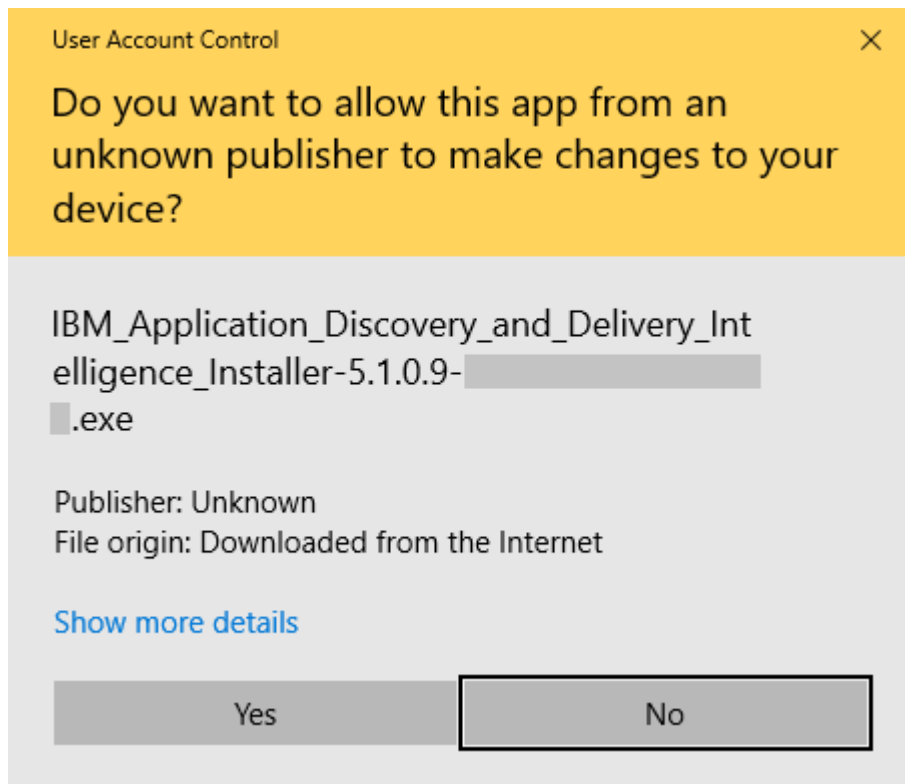 User Account Control
Do you want to allow this app from an
unknown publisher to make changes to your
device?
IBM_Application_Discovery_and_Delivery_Int
elligence_Installer-5.1.0.9-
.exe
Publisher: Unknown
File origin: Downloaded from the Internet
Show more details
Yes
No